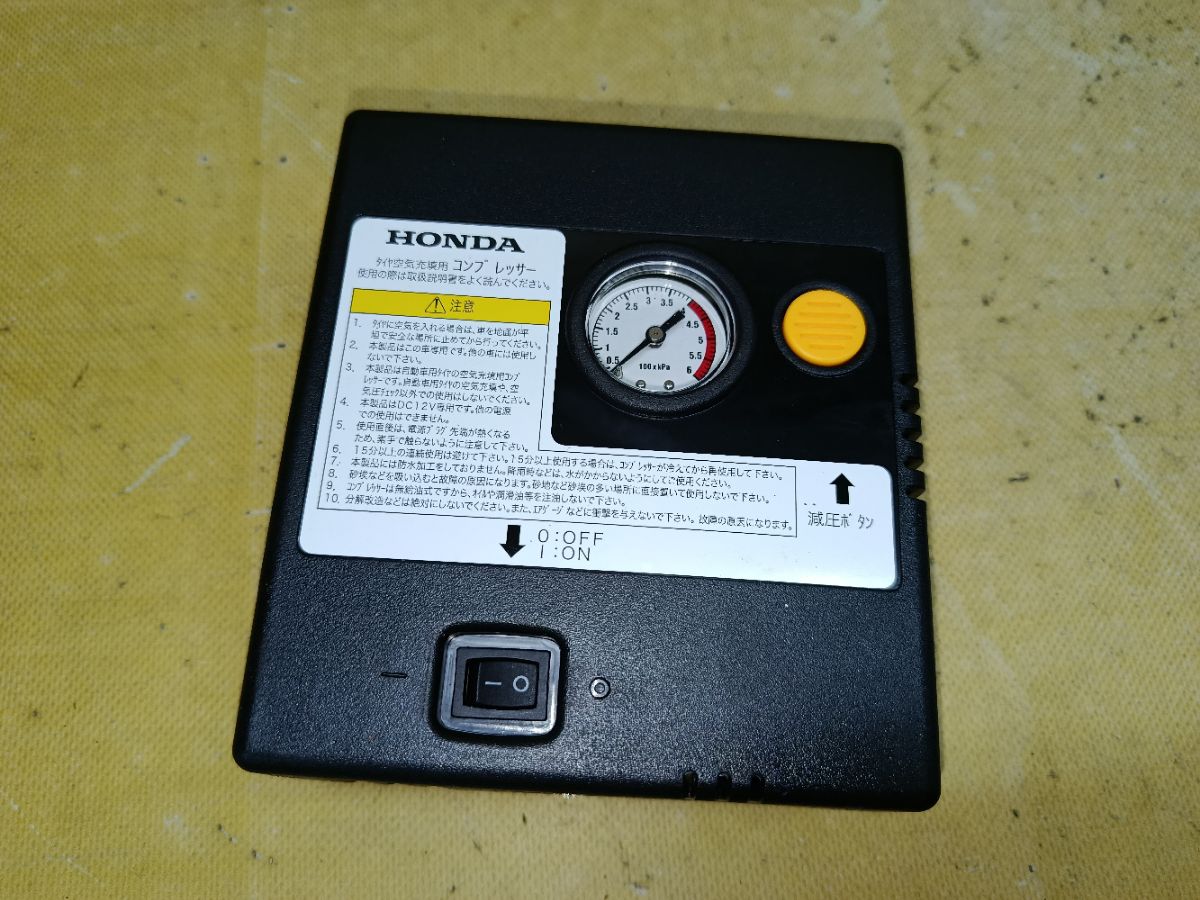 HONDA
タイヤ空気充填用 コンプレッサー
使用の際は取扱説明書をよく読んでください。
注意
1. タイヤに空気を入れる場合は、車を地盤が平
坦で安全な場所に止めてから行ってください。
2. 本製品はこの車専用です。他の車には使用し
ないで下さい。
3. 本製品は自動車用タイヤの空気充填用コンプ
レッサーです。自動車用タイヤの空気充填や、空
気圧チェック以外での使用はしないでください。
4. 本製品はDC12V専用です。他の電源
での使用はできません。
5. 使用直後は、電源プラグ先端が熱くなる
ため、素手で触らないように注意して下さい。
6. 15分以上の連続使用は避けて下さい。15分以上使用する場合は、コンプレッサーが冷えてから再使用して下さい。
7. 本製品には防水加工をしておりません。降雨時などは、水がかからないようにしてご使用ください。
8. 砂埃などを吸い込むと故障の原因になります。砂地など砂埃の多い場所に直接置いて使用しないで下さい。
9. コンプレッサーは無給油式ですから、オイルや潤滑油等を注油しないで下さい。
10. 分解改造などは絶対にしないでください。また、エアゲージなどに衝撃を与えないで下さい。故障の原因になります。
0.5 1 1.5 2 2.5 3 3.5 4.5 5 5.5 6
100xkPa
減圧ボタン
O:OFF
I:ON